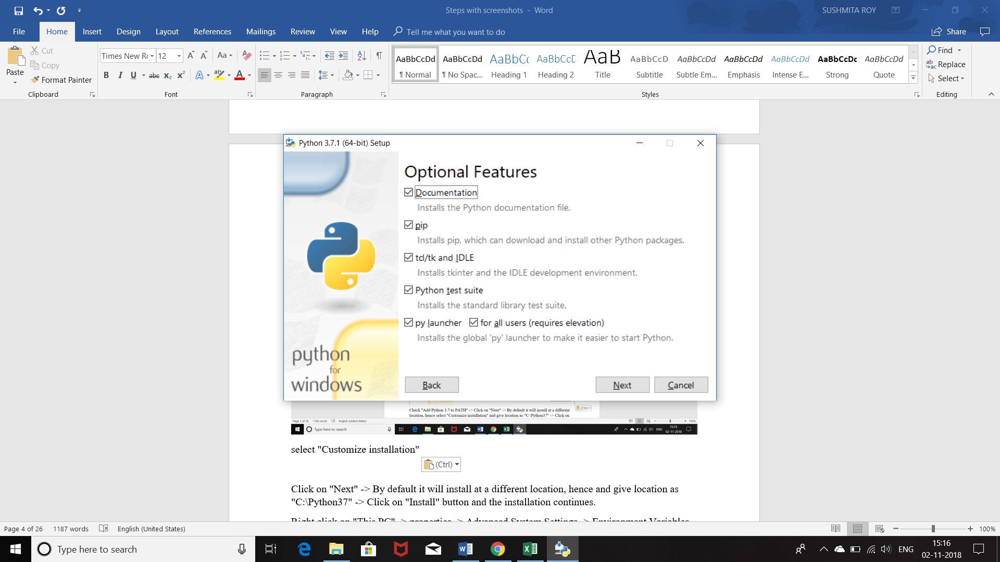 Steps with screenshots - Word
SUSHMITA ROY
File Home Insert Design Layout References Mailings Review View Help Tell me what you want to do
Share
Paste
Cut
Copy
Format Painter
Clipboard
Times New Ro
12
Font
Paragraph
AaBbCcDd AaBbCcDd AaBbCc AaBbCcD AaB AaBbCcD AaBbCcDd AaBbCcDd AaBbCcDd AaBbCcDc AaBbCcDd
¶ Normal ¶ No Spac... Heading 1 Heading 2 Title Subtitle Subtle Em... Emphasis Intense E... Strong Quote
Styles
Find
Replace
Select
Editing
Python 3.7.1 (64-bit) Setup
Optional Features
Documentation
Installs the Python documentation file.
pip
Installs pip, which can download and install other Python packages.
tcl/tk and IDLE
Installs tkinter and the IDLE development environment.
Python test suite
Installs the standard library test suite.
py launcher for all users (requires elevation)
Installs the global 'py' launcher to make it easier to start Python.
python
for
windows
Back
Next
Cancel
Check "Add Python 3.7 to PATH" -> Click on "Next" -> By default it will install at a different
location, hence select "Customize installation" and give location as "C:\Python37" -> Click on
(Ctrl)
Page 3 of 26 1188 words English (United States) 100%
Type here to search
ENG
15:15
02-11-2018
select "Customize installation"
(Ctrl)
Click on "Next" -> By default it will install at a different location, hence and give location as
"C:\Python37" -> Click on "Install" button and the installation continues.
Right click on "This PC" -> properties -> Advanced System Settings -> Environment Variables
Page 4 of 26 1187 words English (United States) 100%
Type here to search
ENG
15:16
02-11-2018